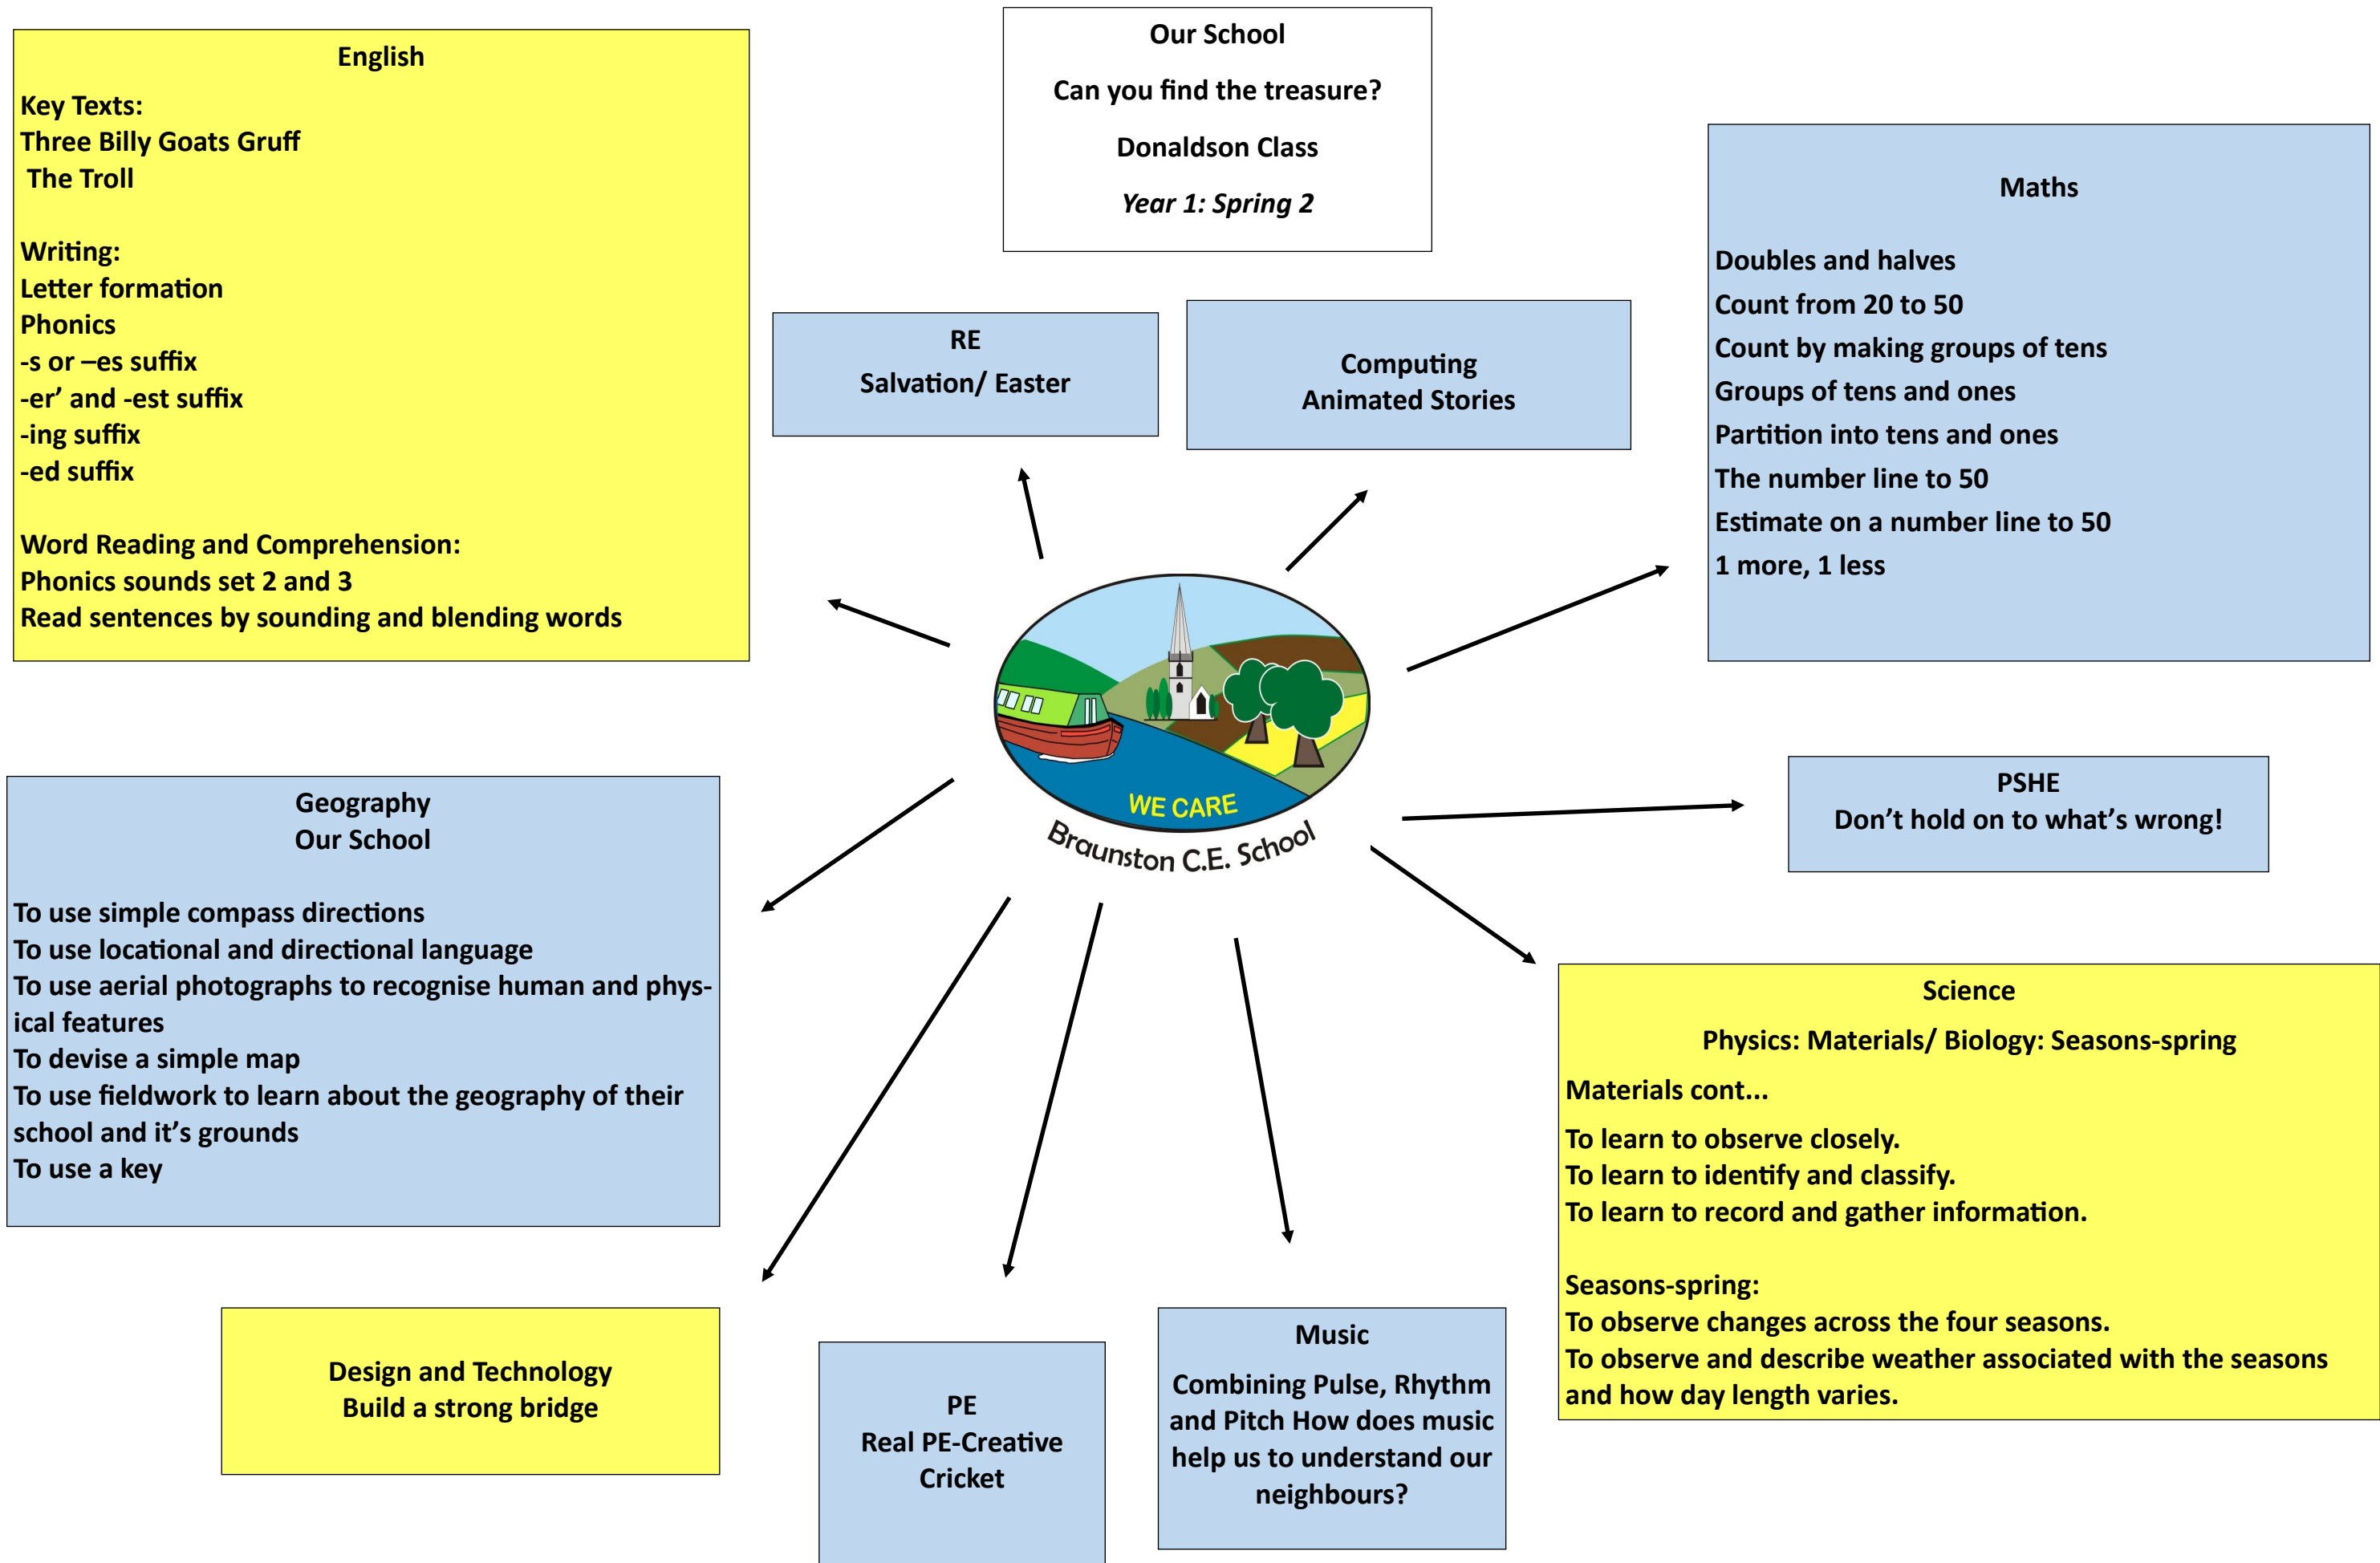 Our School
Can you find the treasure?
Donaldson Class
Year 1: Spring 2
English
Key Texts:
Three Billy Goats Gruff
The Troll
Writing:
Letter formation
Phonics
-s or –es suffix
-er’ and -est suffix
-ing suffix
-ed suffix
Word Reading and Comprehension:
Phonics sounds set 2 and 3
Read sentences by sounding and blending words
RE
Salvation/ Easter
Computing
Animated Stories
Maths
Doubles and halves
Count from 20 to 50
Count by making groups of tens
Groups of tens and ones
Partition into tens and ones
The number line to 50
Estimate on a number line to 50
1 more, 1 less
WE CARE
Braunston C.E. School
Geography
Our School
To use simple compass directions
To use locational and directional language
To use aerial photographs to recognise human and phys-
ical features
To devise a simple map
To use fieldwork to learn about the geography of their
school and it’s grounds
To use a key
PSHE
Don’t hold on to what’s wrong!
Science
Physics: Materials/ Biology: Seasons-spring
Materials cont...
To learn to observe closely.
To learn to identify and classify.
To learn to record and gather information.
Seasons-spring:
To observe changes across the four seasons.
To observe and describe weather associated with the seasons
and how day length varies.
Design and Technology
Build a strong bridge
PE
Real PE-Creative
Cricket
Music
Combining Pulse, Rhythm
and Pitch How does music
help us to understand our
neighbours?